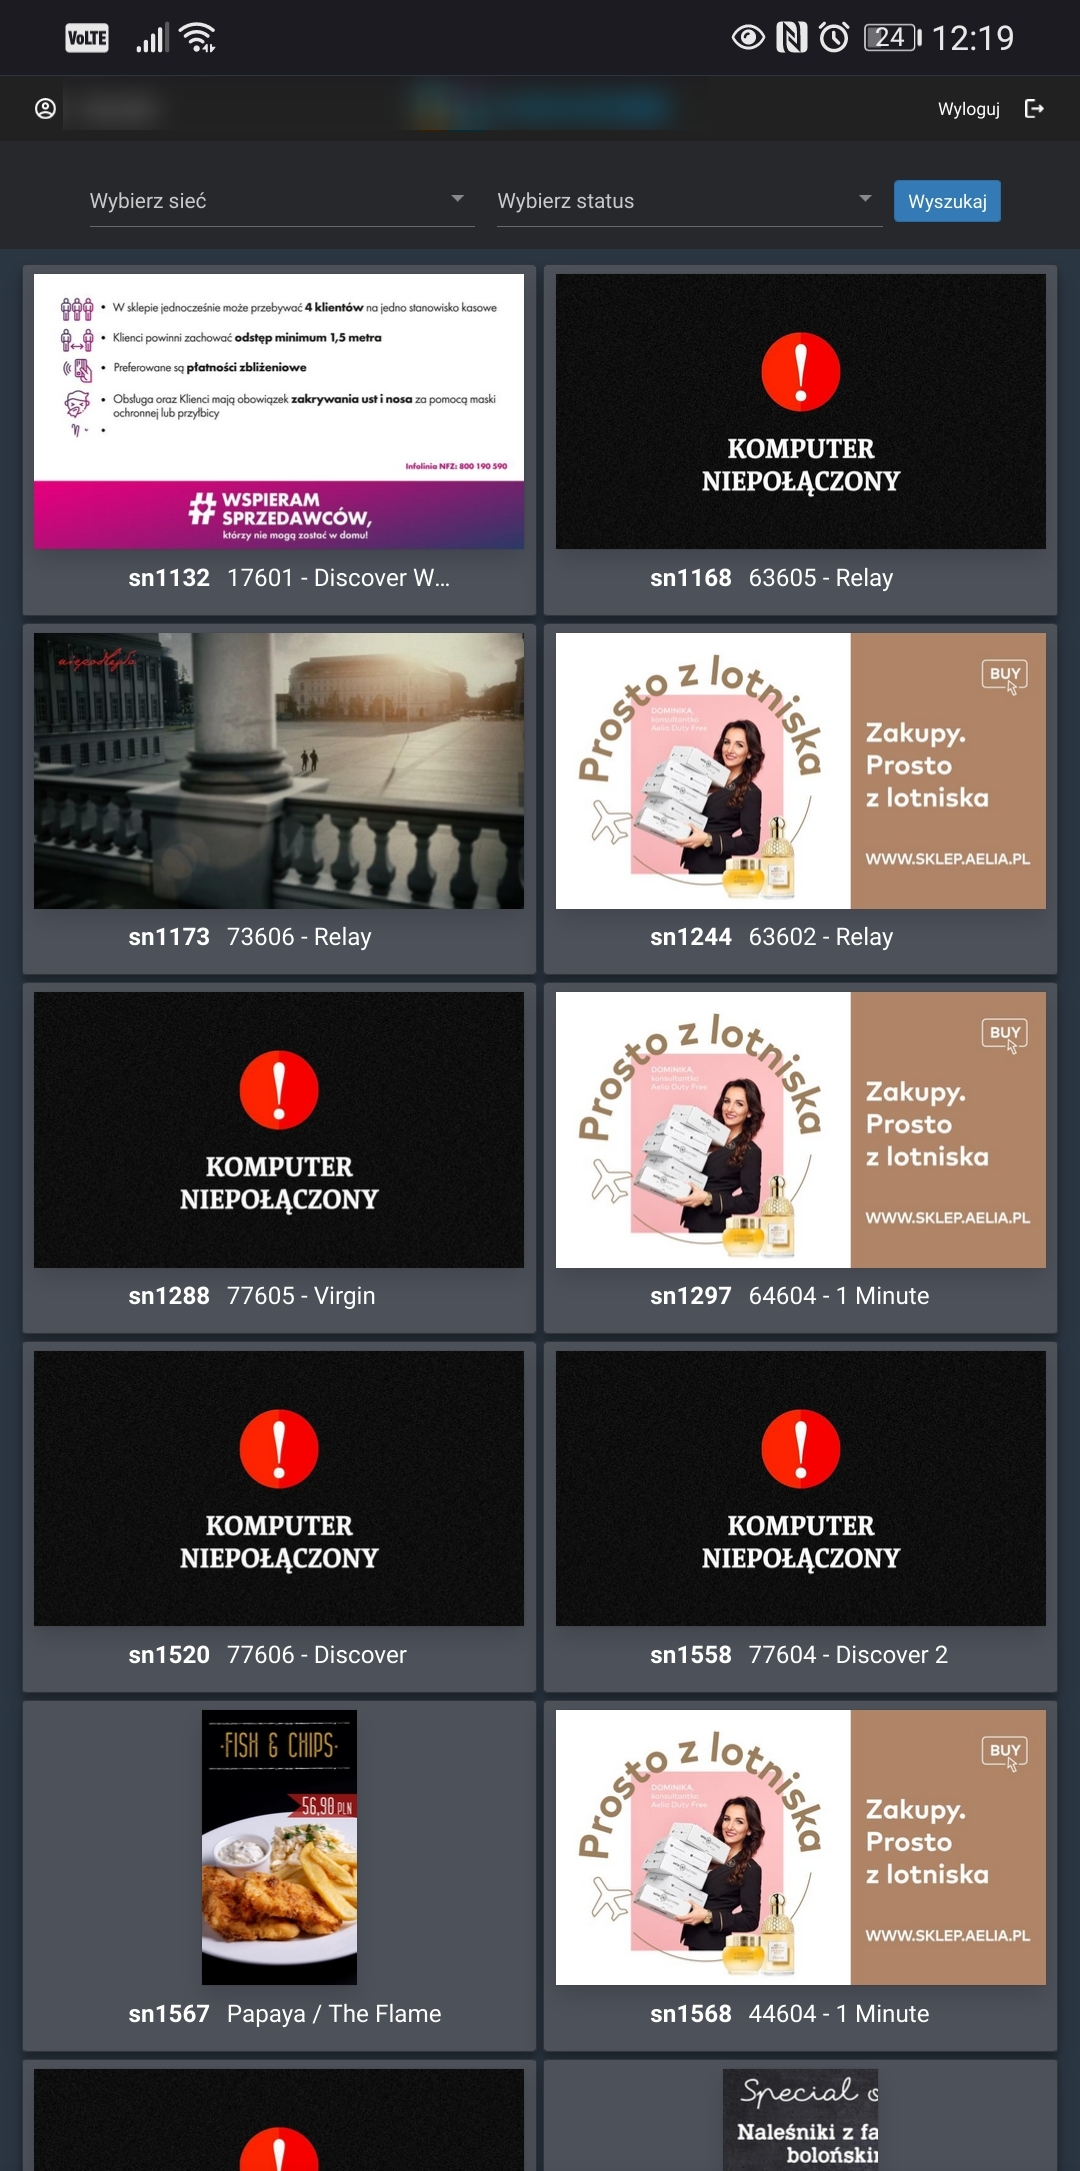 VoLTE
24
12:19
Wyloguj
Wybierz sieć
Wybierz status
Wyszukaj
• W sklepie jednocześnie może przebywać 4 klientów na jedno stanowisko kasowe
• Klienci powinni zachować odstęp minimum 1,5 metra
• Preferowane są płatności zbliżeniowe
• Obsługa oraz Klienci mają obowiązek zakrywania ust i nosa za pomocą maski
ochronnej lub przyłbicy
•
Infolinia NFZ: 800 190 590
# WSPIERAM
SPRZEDAWCÓW,
którzy nie mogą zostać w domu!
sn1132 17601 - Discover W...
KOMPUTER
NIEPOŁĄCZONY
sn1168 63605 - Relay
niepodległa
sn1173 73606 - Relay
Prosto z lotniska
DOMINIKA,
konsultantka
Aelia Duty Free
BUY
Zakupy.
Prosto
z lotniska
WWW.SKLEP.AELIA.PL
sn1244 63602 - Relay
KOMPUTER
NIEPOŁĄCZONY
sn1288 77605 - Virgin
Prosto z lotniska
DOMINIKA,
konsultantka
Aelia Duty Free
BUY
Zakupy.
Prosto
z lotniska
WWW.SKLEP.AELIA.PL
sn1297 64604 - 1 Minute
KOMPUTER
NIEPOŁĄCZONY
sn1520 77606 - Discover
KOMPUTER
NIEPOŁĄCZONY
sn1558 77604 - Discover 2
·FISH & CHIPS·
56,98 PLN
sn1567 Papaya / The Flame
Prosto z lotniska
DOMINIKA,
konsultantka
Aelia Duty Free
BUY
Zakupy.
Prosto
z lotniska
WWW.SKLEP.AELIA.PL
sn1568 44604 - 1 Minute
Special o
Naleśniki z fa
boloński